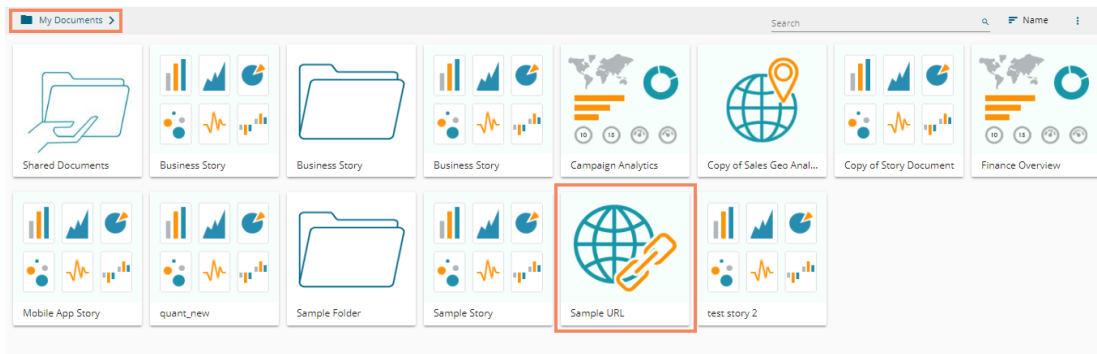 My Documents
Search
Name
Shared Documents
Business Story
Business Story
Business Story
Campaign Analytics
Copy of Sales Geo Anal...
Copy of Story Document
Finance Overview
Mobile App Story
quant_new
Sample Folder
Sample Story
Sample URL
test story 2